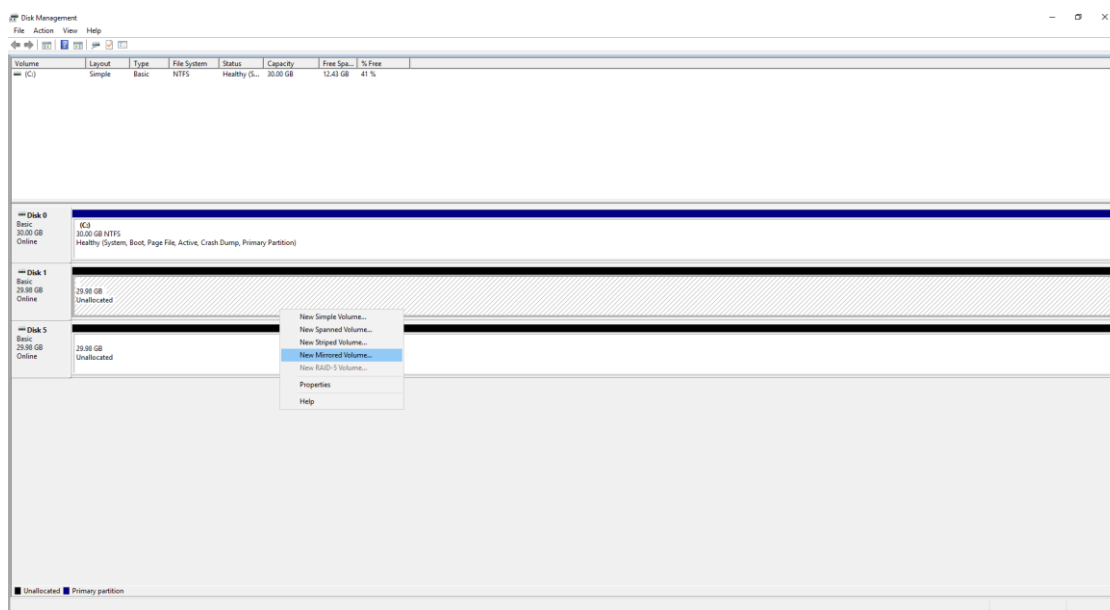 Disk Management
File Action View Help
Volume Layout Type File System Status Capacity Free Spa... % Free
(C:) Simple Basic NTFS Healthy (S... 30.00 GB 12.43 GB 41 %
Disk 0
Basic
30.00 GB
Online
(C:)
30.00 GB NTFS
Healthy (System, Boot, Page File, Active, Crash Dump, Primary Partition)
Disk 1
Basic
29.98 GB
Online
29.98 GB
Unallocated
New Simple Volume...
New Spanned Volume...
New Striped Volume...
New Mirrored Volume...
New RAID-5 Volume...
Properties
Help
Disk 5
Basic
29.98 GB
Online
29.98 GB
Unallocated
Unallocated Primary partition